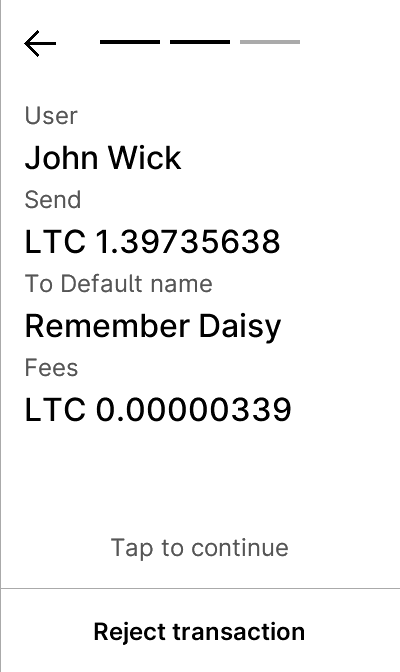 User
John Wick
Send
LTC 1.39735638
To Default name
Remember Daisy
Fees
LTC 0.00000339
Tap to continue
Reject transaction